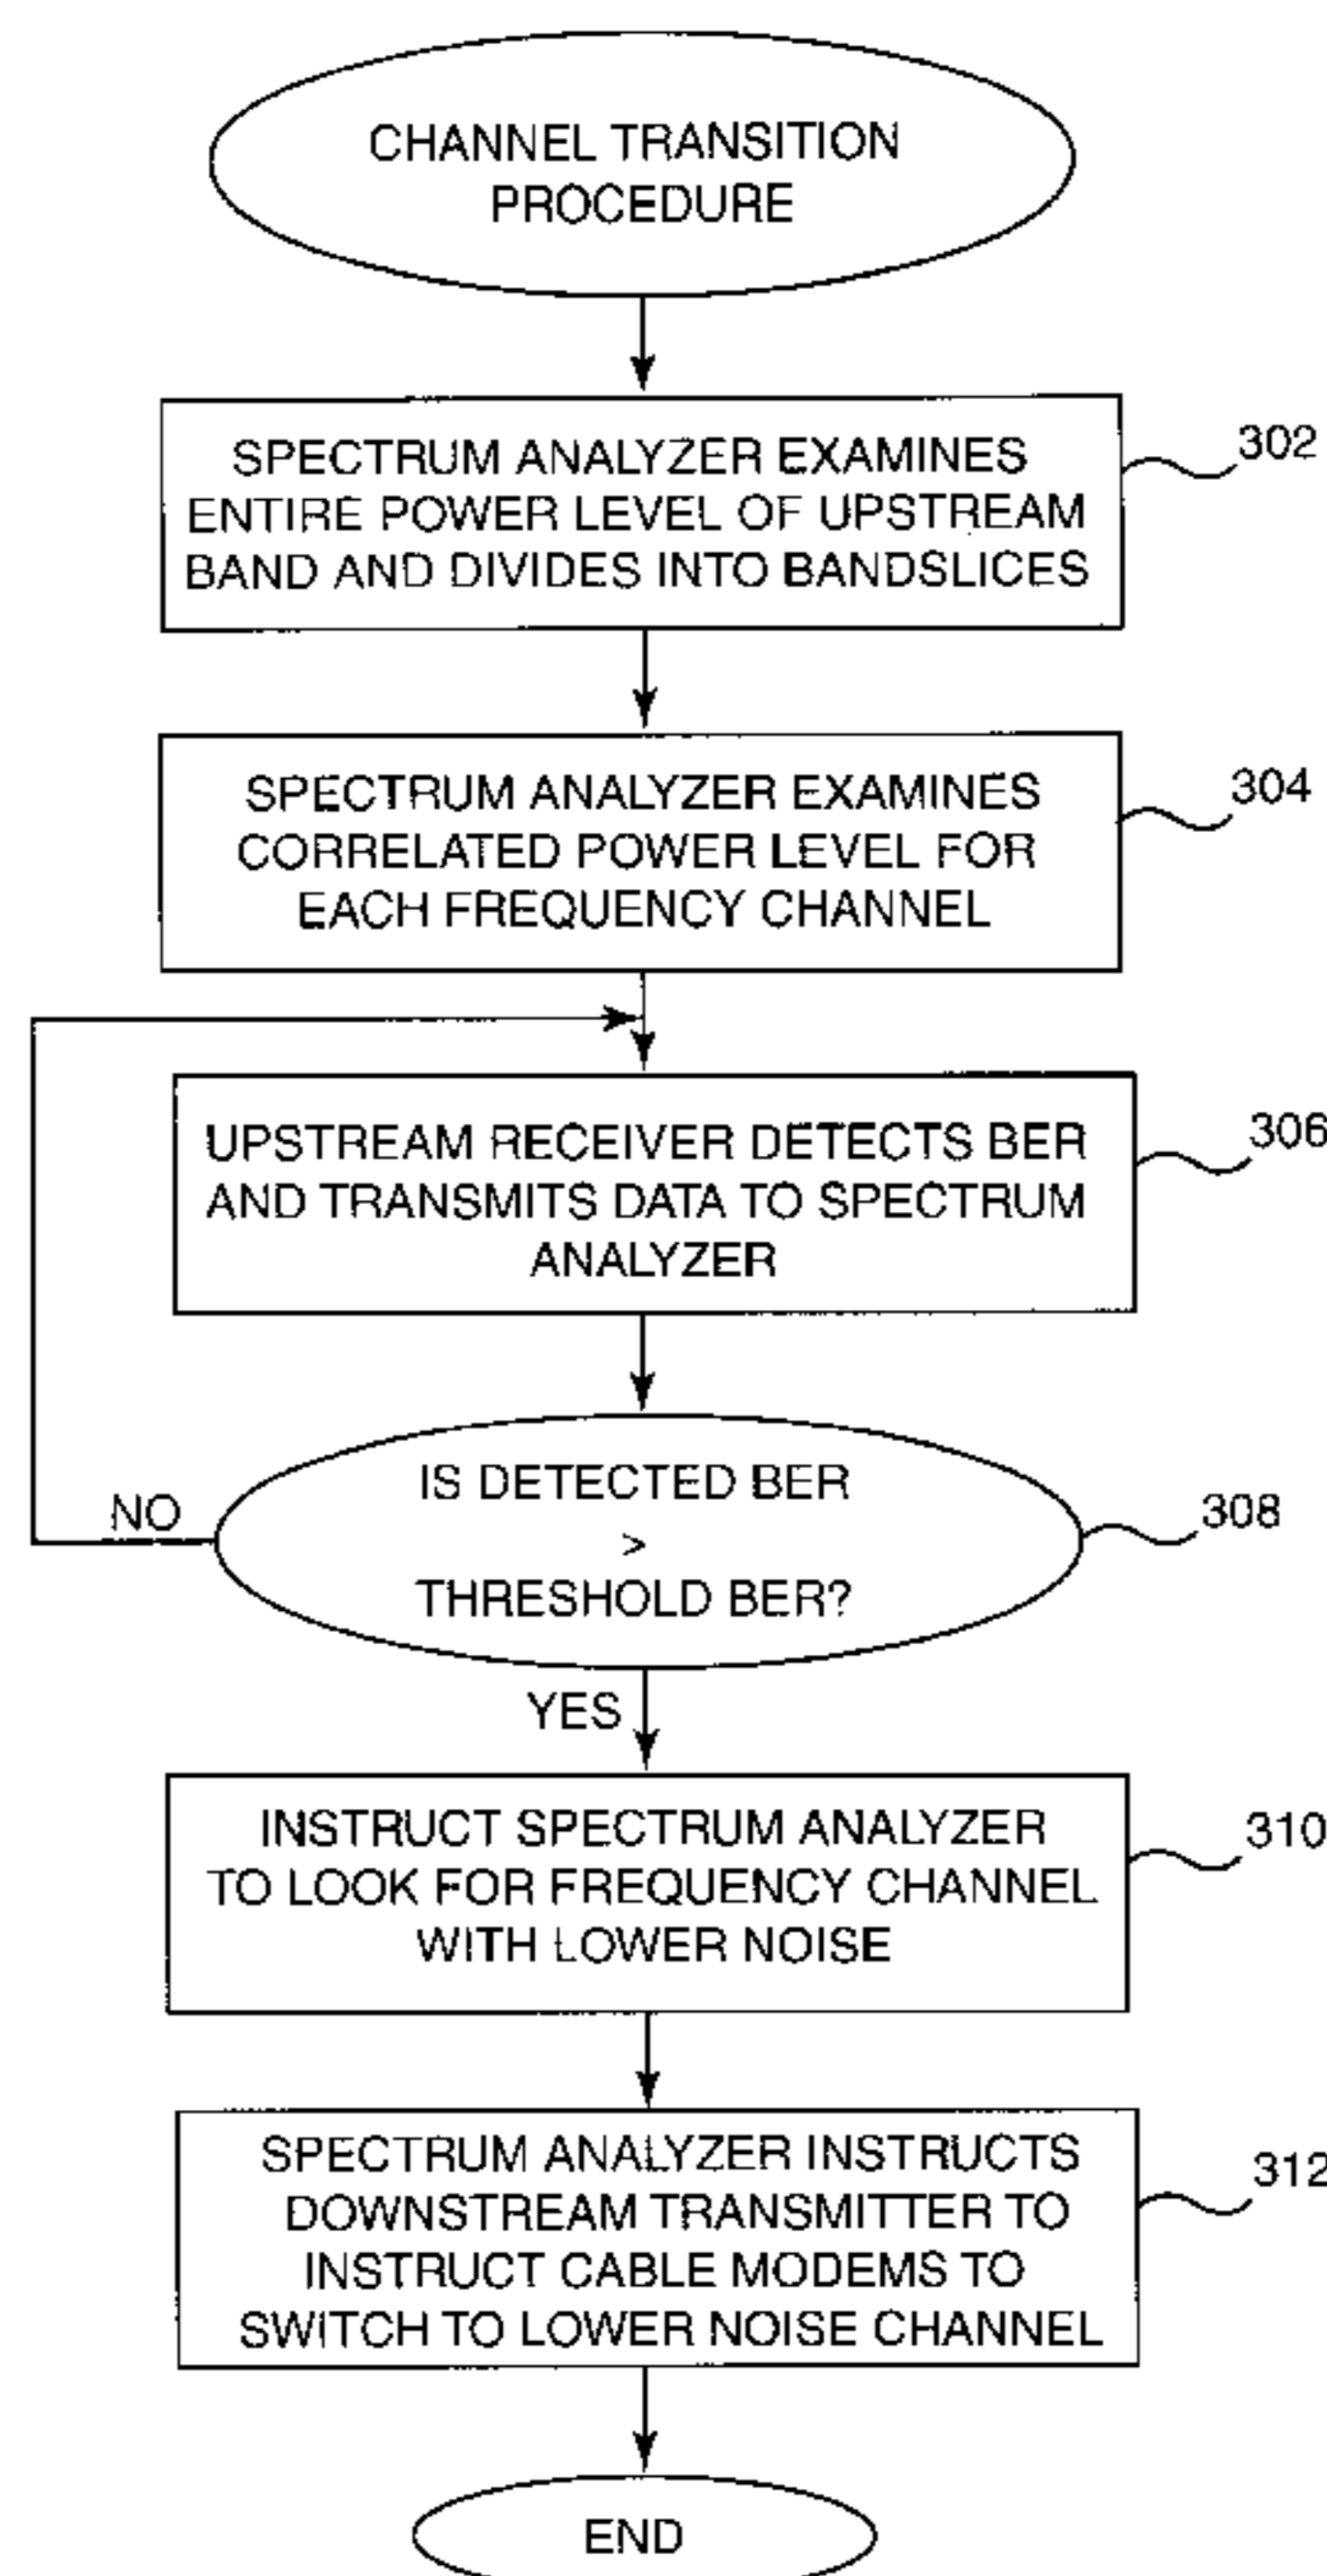 CHANNEL TRANSITION
PROCEDURE
SPECTRUM ANALYZER EXAMINES
ENTIRE POWER LEVEL OF UPSTREAM
BAND AND DIVIDES INTO BANDSLICES
302
SPECTRUM ANALYZER EXAMINES
CORRELATED POWER LEVEL FOR
EACH FREQUENCY CHANNEL
304
UPSTREAM RECEIVER DETECTS BER
AND TRANSMITS DATA TO SPECTRUM
ANALYZER
306
IS DETECTED BER
>
THRESHOLD BER?
308
NO
YES
INSTRUCT SPECTRUM ANALYZER
TO LOOK FOR FREQUENCY CHANNEL
WITH LOWER NOISE
310
SPECTRUM ANALYZER INSTRUCTS
DOWNSTREAM TRANSMITTER TO
INSTRUCT CABLE MODEMS TO
SWITCH TO LOWER NOISE CHANNEL
312
END